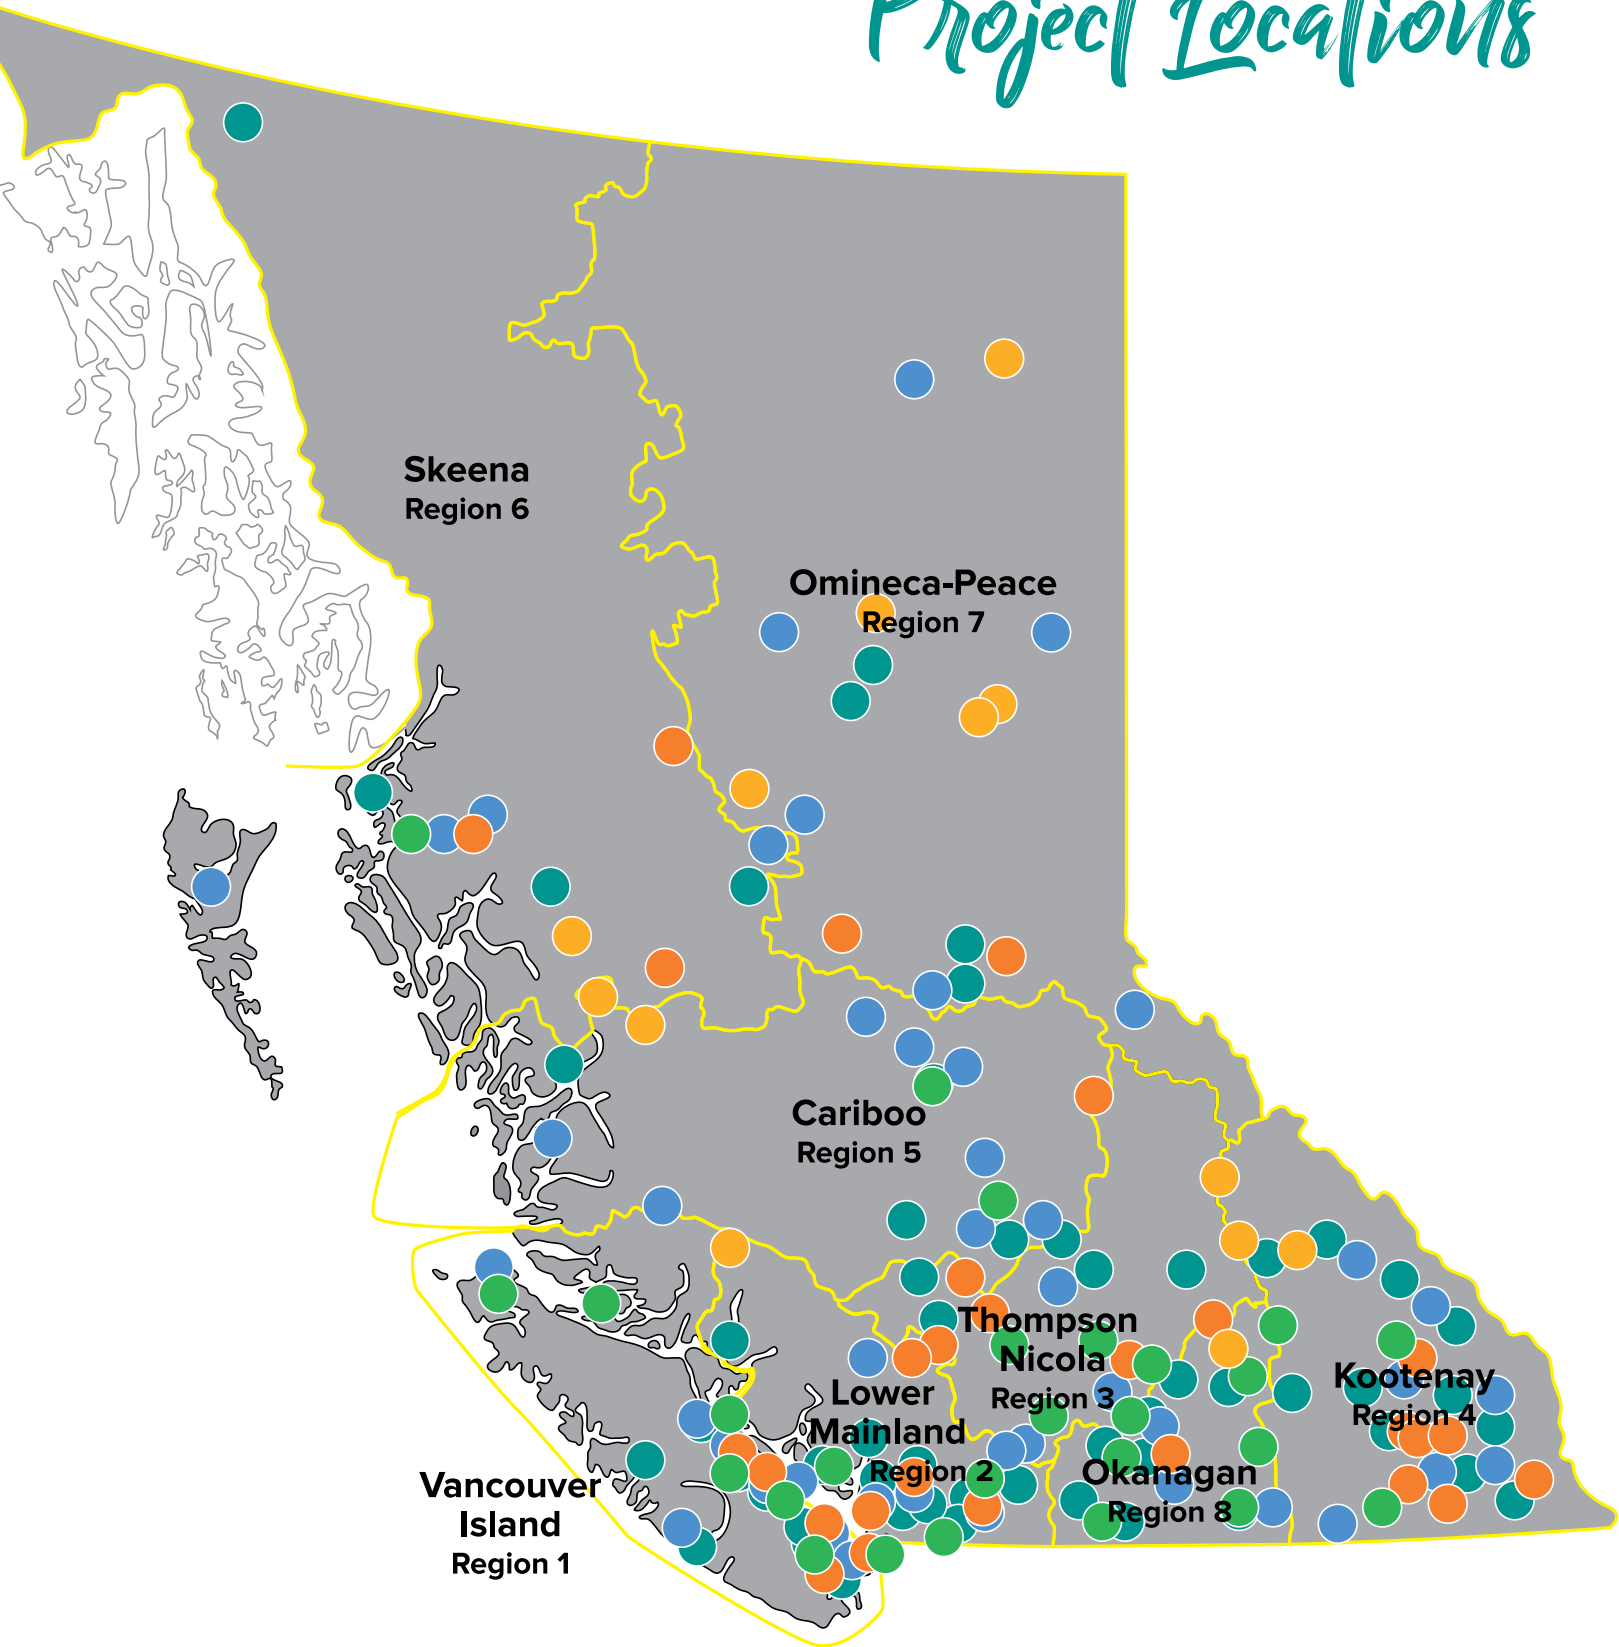 Project Locations
Skeena
Region 6
Omineca-Peace
Region 7
Cariboo
Region 5
Thompson
Nicola
Region 3
Kootenay
Region 4
Lower
Mainland
Region 2
Okanagan
Region 8
Vancouver
Island
Region 1